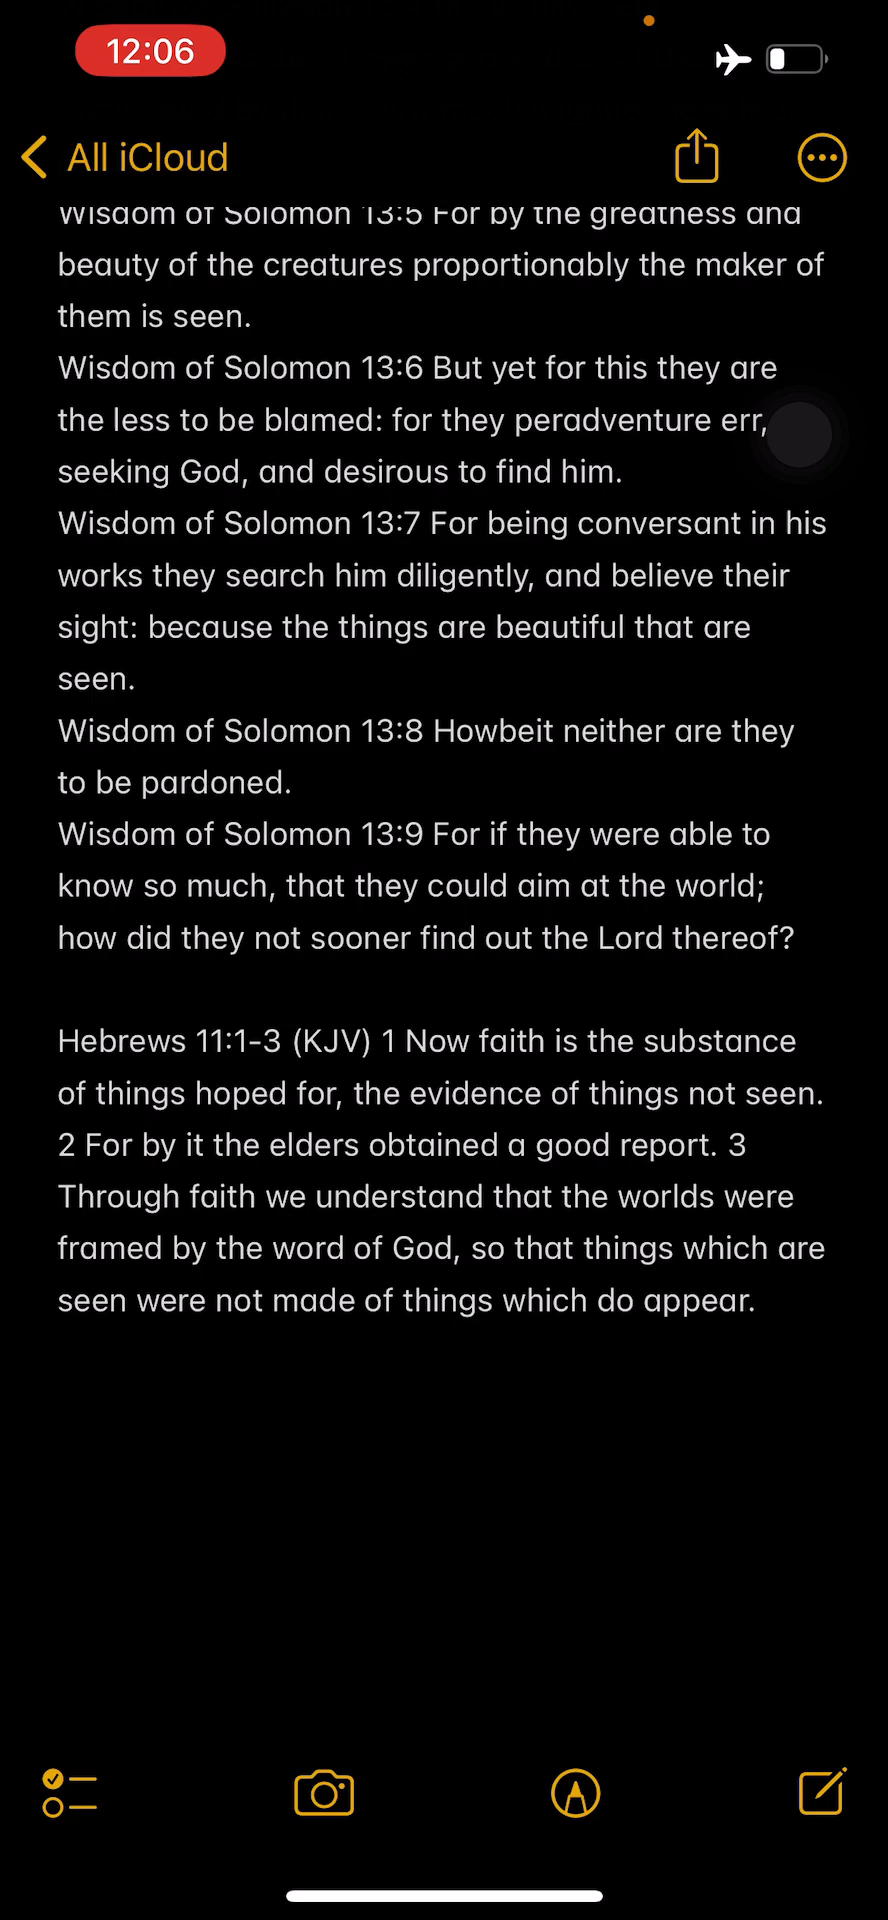 12:06
All iCloud
Wisdom of Solomon 13:5 For by the greatness and
beauty of the creatures proportionably the maker of
them is seen.
Wisdom of Solomon 13:6 But yet for this they are
the less to be blamed: for they peradventure err,
seeking God, and desirous to find him.
Wisdom of Solomon 13:7 For being conversant in his
works they search him diligently, and believe their
sight: because the things are beautiful that are
seen.
Wisdom of Solomon 13:8 Howbeit neither are they
to be pardoned.
Wisdom of Solomon 13:9 For if they were able to
know so much, that they could aim at the world;
how did they not sooner find out the Lord thereof?
Hebrews 11:1-3 (KJV) 1 Now faith is the substance
of things hoped for, the evidence of things not seen.
2 For by it the elders obtained a good report. 3
Through faith we understand that the worlds were
framed by the word of God, so that things which are
seen were not made of things which do appear.